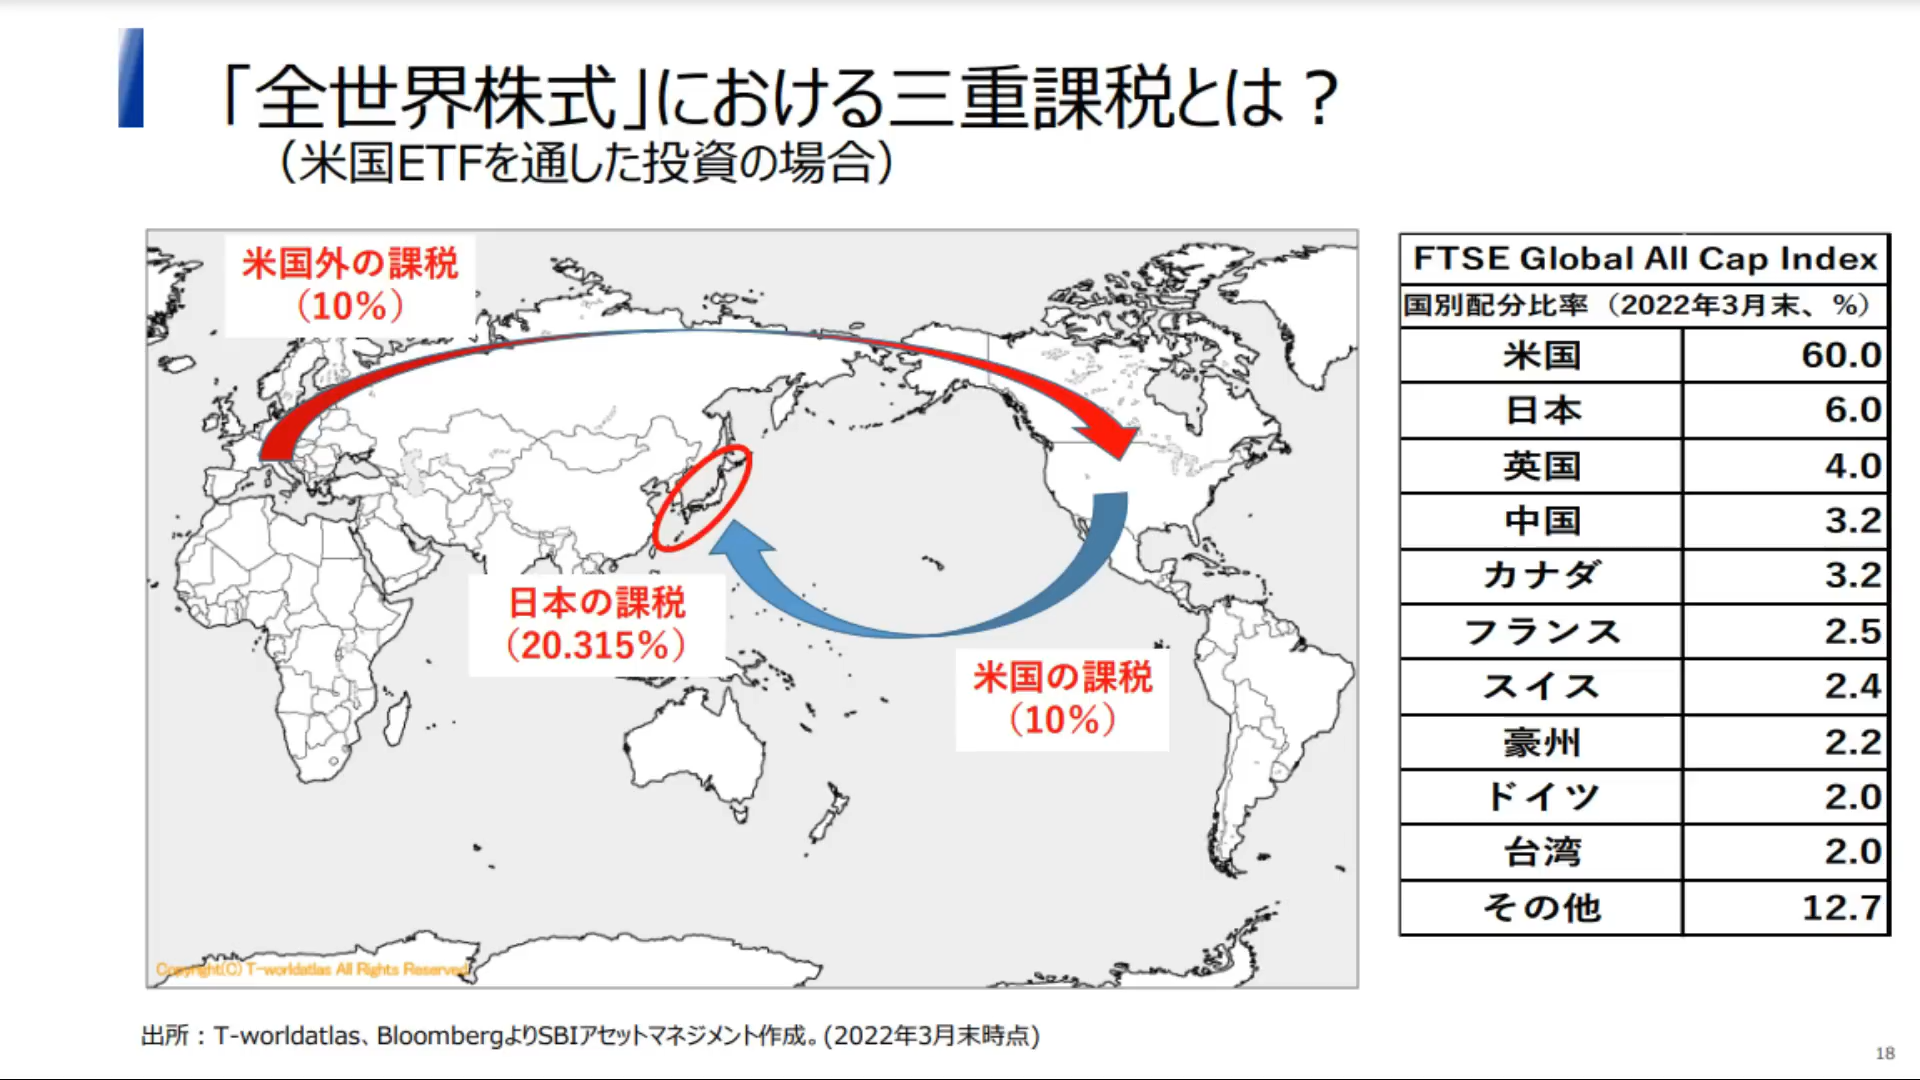 「全世界株式」における三重課税とは？
（米国ETFを通した投資の場合）
米国外の課税
（10%）
日本の課税
（20.315%）
米国の課税
（10%）
Copyright(C) T-worldatlas All Rights Reserved
FTSE Global All Cap Index
国別配分比率（2022年3月末、%）
米国 60.0
日本 6.0
英国 4.0
中国 3.2
カナダ 3.2
フランス 2.5
スイス 2.4
豪州 2.2
ドイツ 2.0
台湾 2.0
その他 12.7
出所：T-worldatlas、BloombergよりSBIアセットマネジメント作成。(2022年3月末時点)
18